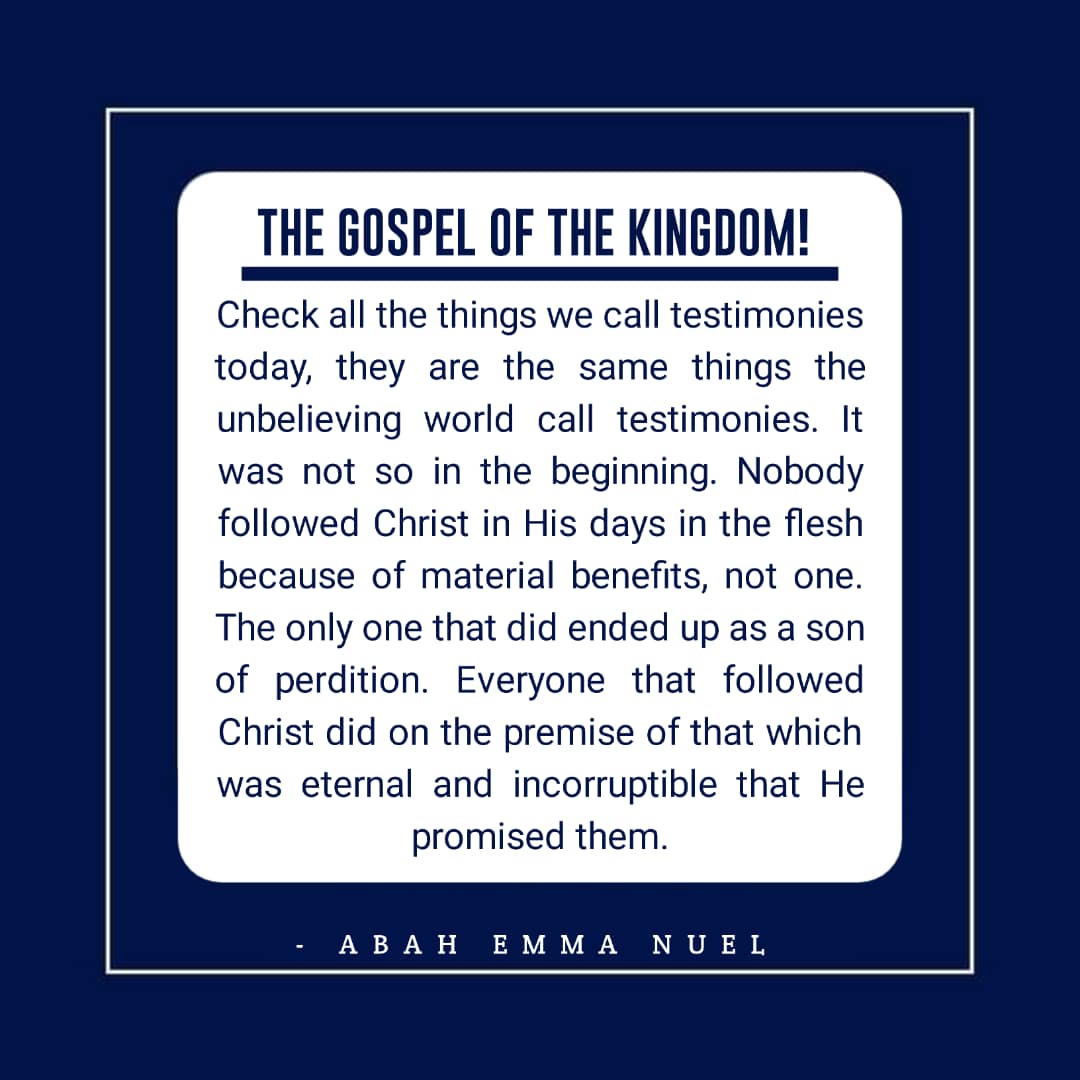 THE GOSPEL OF THE KINGDOM!
Check all the things we call testimonies
today, they are the same things the
unbelieving world call testimonies. It
was not so in the beginning. Nobody
followed Christ in His days in the flesh
because of material benefits, not one.
The only one that did ended up as a son
of perdition. Everyone that followed
Christ did on the premise of that which
was eternal and incorruptible that He
promised them.
- ABAH EMMA NUEL